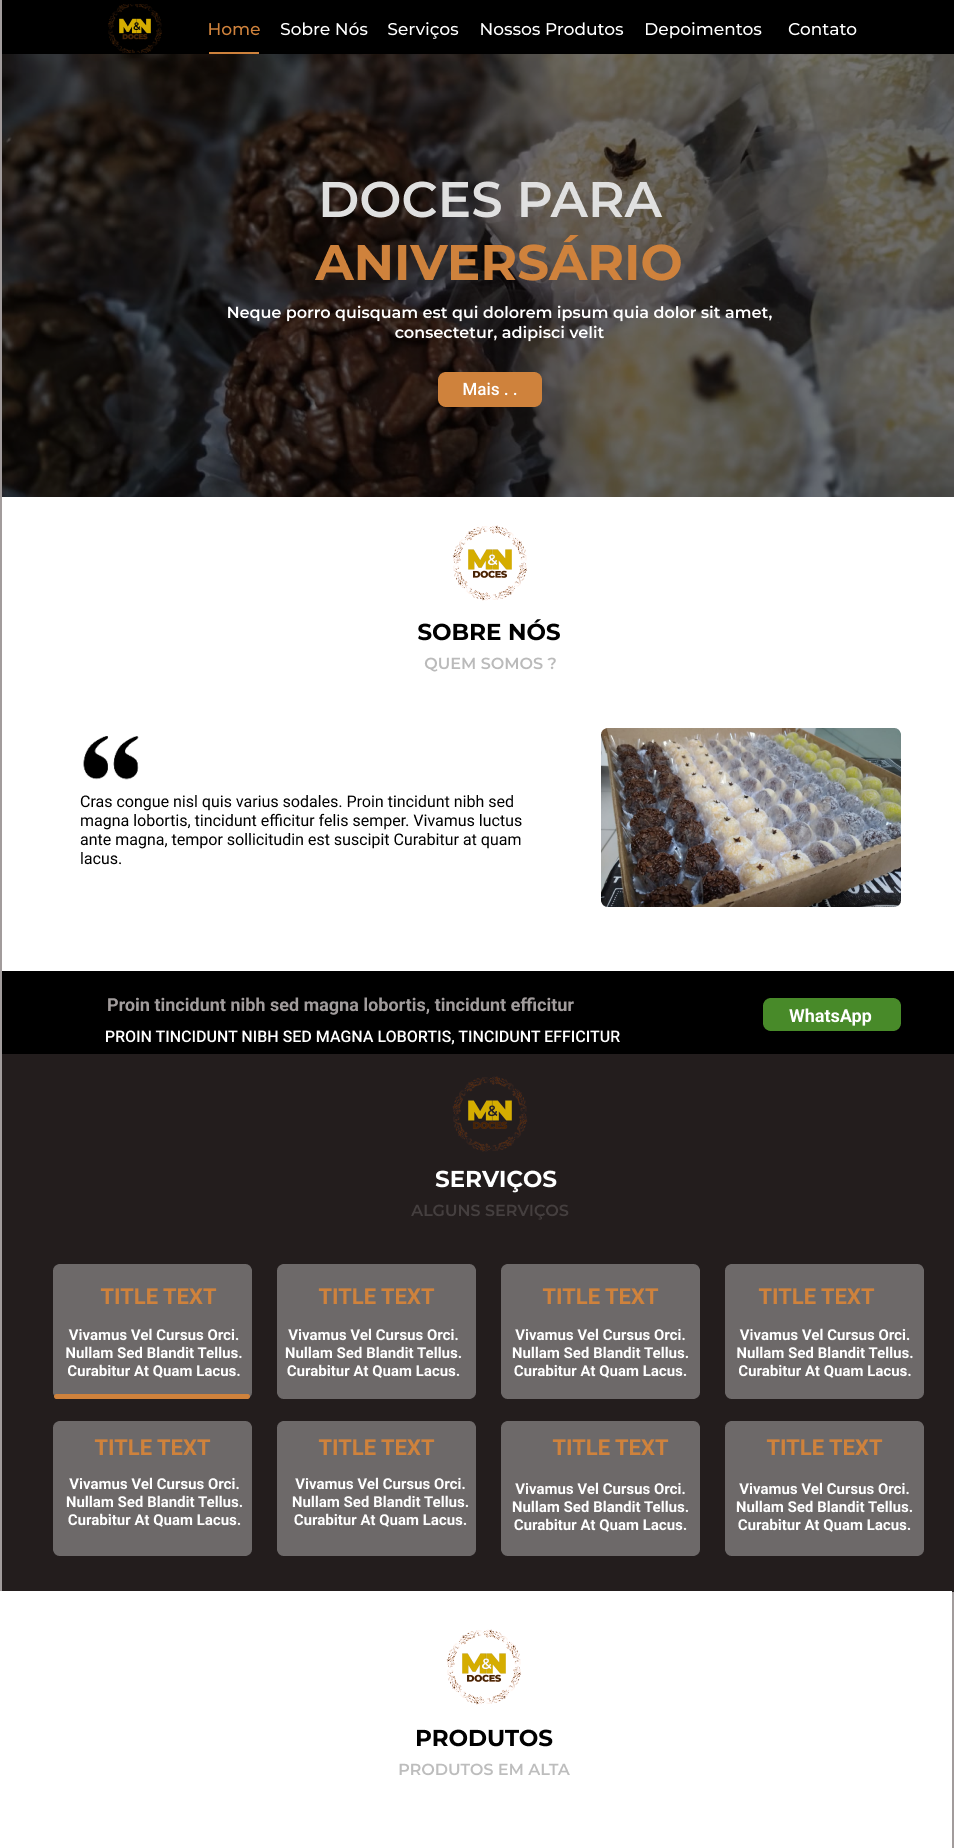 M&N
DOCES
Home Sobre Nós Serviços Nossos Produtos Depoimentos Contato
DOCES PARA
ANIVERSÁRIO
Neque porro quisquam est qui dolorem ipsum quia dolor sit amet,
consectetur, adipisci velit
Mais . .
M&N
DOCES
SOBRE NÓS
QUEM SOMOS ?
“
Cras congue nisl quis varius sodales. Proin tincidunt nibh sed
magna lobortis, tincidunt efficitur felis semper. Vivamus luctus
ante magna, tempor sollicitudin est suscipit Curabitur at quam
lacus.
Proin tincidunt nibh sed magna lobortis, tincidunt efficitur
PROIN TINCIDUNT NIBH SED MAGNA LOBORTIS, TINCIDUNT EFFICITUR
WhatsApp
M&N
DOCES
SERVIÇOS
ALGUNS SERVIÇOS
TITLE TEXT
Vivamus Vel Cursus Orci.
Nullam Sed Blandit Tellus.
Curabitur At Quam Lacus.
TITLE TEXT
Vivamus Vel Cursus Orci.
Nullam Sed Blandit Tellus.
Curabitur At Quam Lacus.
TITLE TEXT
Vivamus Vel Cursus Orci.
Nullam Sed Blandit Tellus.
Curabitur At Quam Lacus.
TITLE TEXT
Vivamus Vel Cursus Orci.
Nullam Sed Blandit Tellus.
Curabitur At Quam Lacus.
TITLE TEXT
Vivamus Vel Cursus Orci.
Nullam Sed Blandit Tellus.
Curabitur At Quam Lacus.
TITLE TEXT
Vivamus Vel Cursus Orci.
Nullam Sed Blandit Tellus.
Curabitur At Quam Lacus.
TITLE TEXT
Vivamus Vel Cursus Orci.
Nullam Sed Blandit Tellus.
Curabitur At Quam Lacus.
TITLE TEXT
Vivamus Vel Cursus Orci.
Nullam Sed Blandit Tellus.
Curabitur At Quam Lacus.
M&N
DOCES
PRODUTOS
PRODUTOS EM ALTA